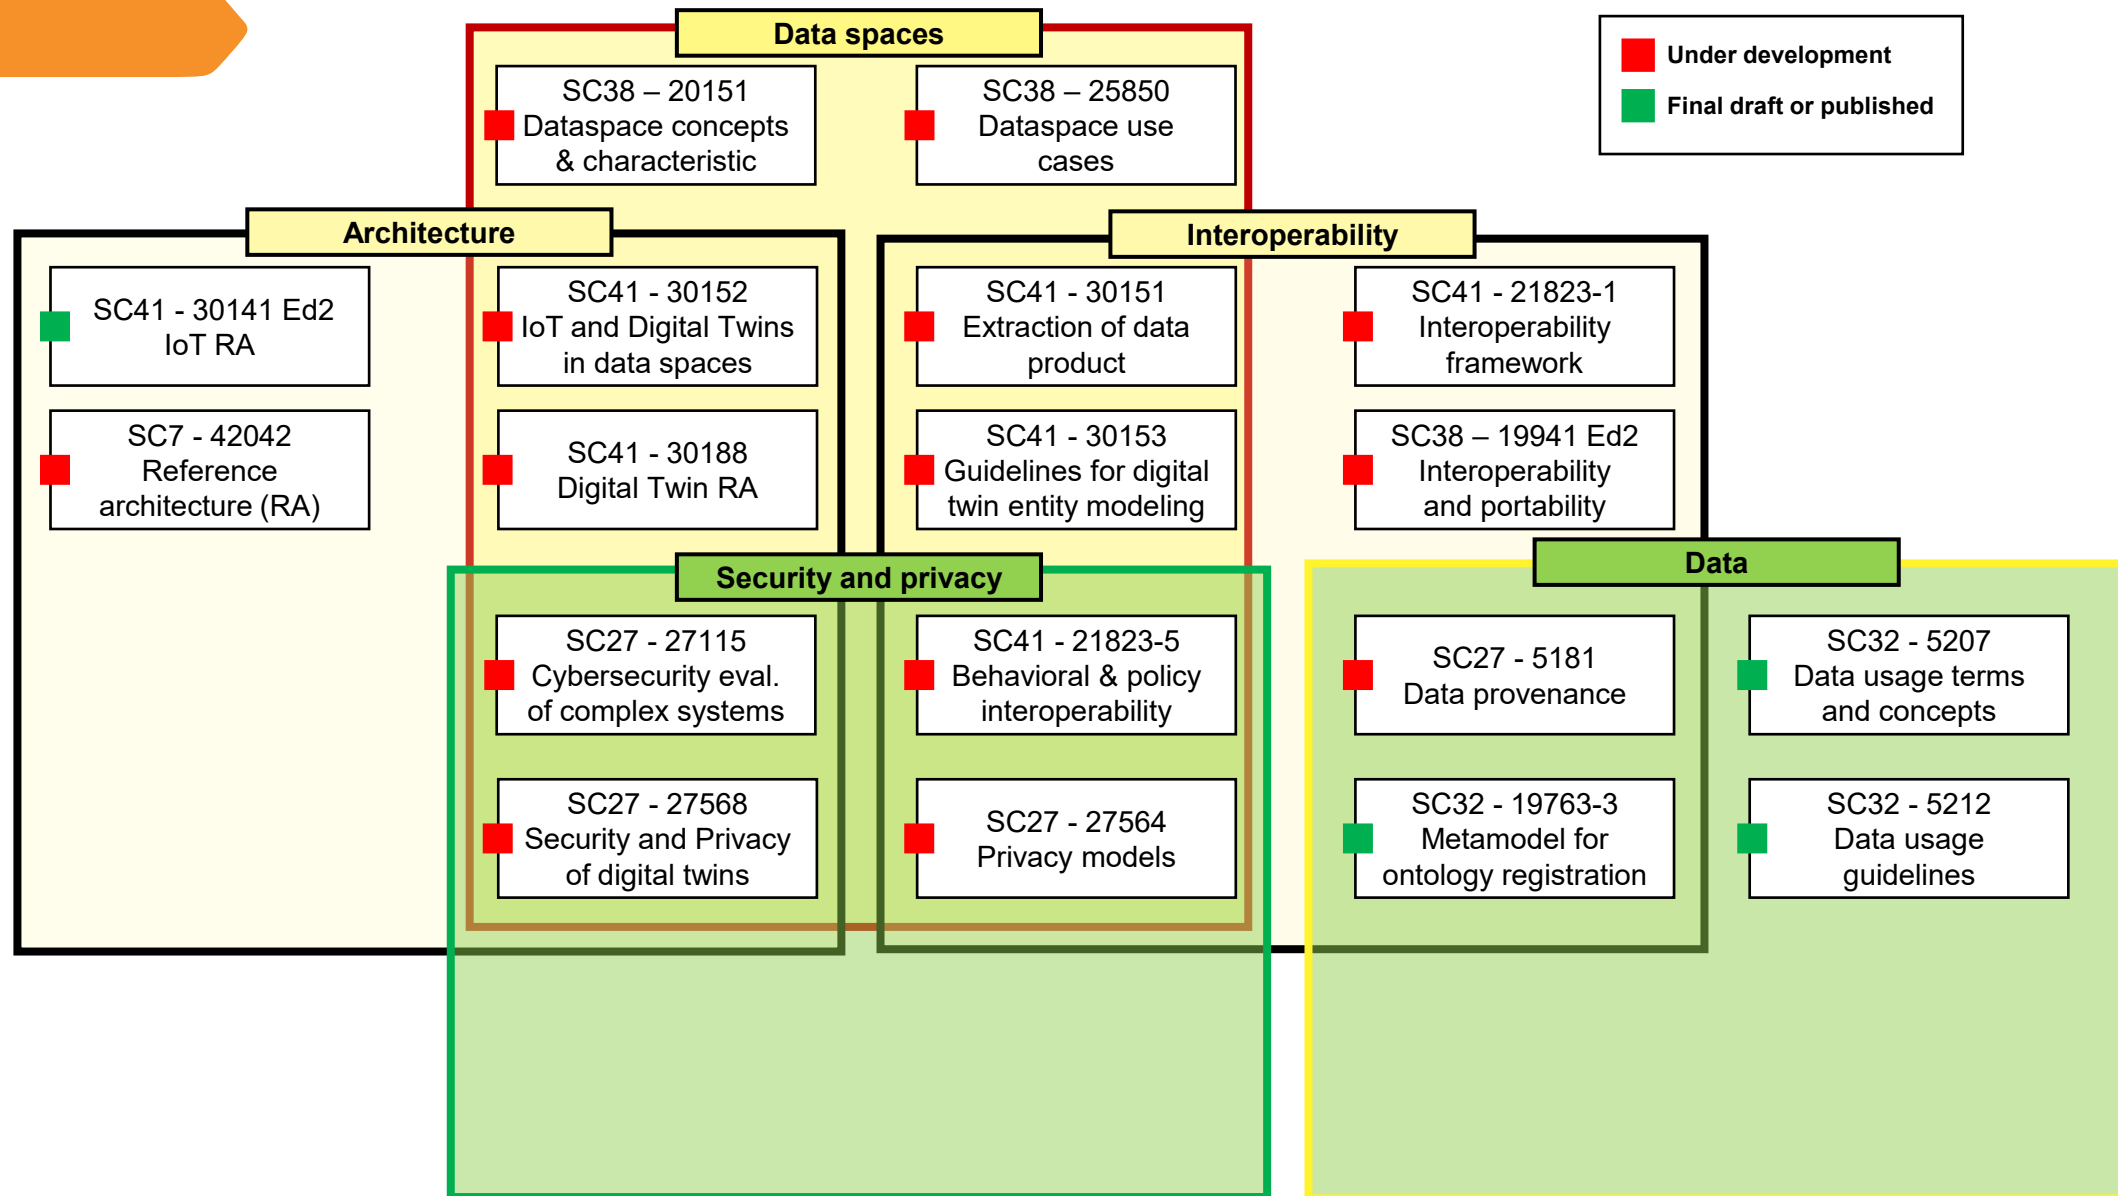 Data spaces
Under development
Final draft or published
SC38 – 20151
Dataspace concepts
& characteristic
SC38 – 25850
Dataspace use
cases
Architecture
Interoperability
SC41 - 30141 Ed2
IoT RA
SC41 - 30152
IoT and Digital Twins
in data spaces
SC41 - 30151
Extraction of data
product
SC41 - 21823-1
Interoperability
framework
SC7 - 42042
Reference
architecture (RA)
SC41 - 30188
Digital Twin RA
SC41 - 30153
Guidelines for digital
twin entity modeling
SC38 – 19941 Ed2
Interoperability
and portability
Security and privacy
Data
SC27 - 27115
Cybersecurity eval.
of complex systems
SC41 - 21823-5
Behavioral & policy
interoperability
SC27 - 5181
Data provenance
SC32 - 5207
Data usage terms
and concepts
SC27 - 27568
Security and Privacy
of digital twins
SC27 - 27564
Privacy models
SC32 - 19763-3
Metamodel for
ontology registration
SC32 - 5212
Data usage
guidelines